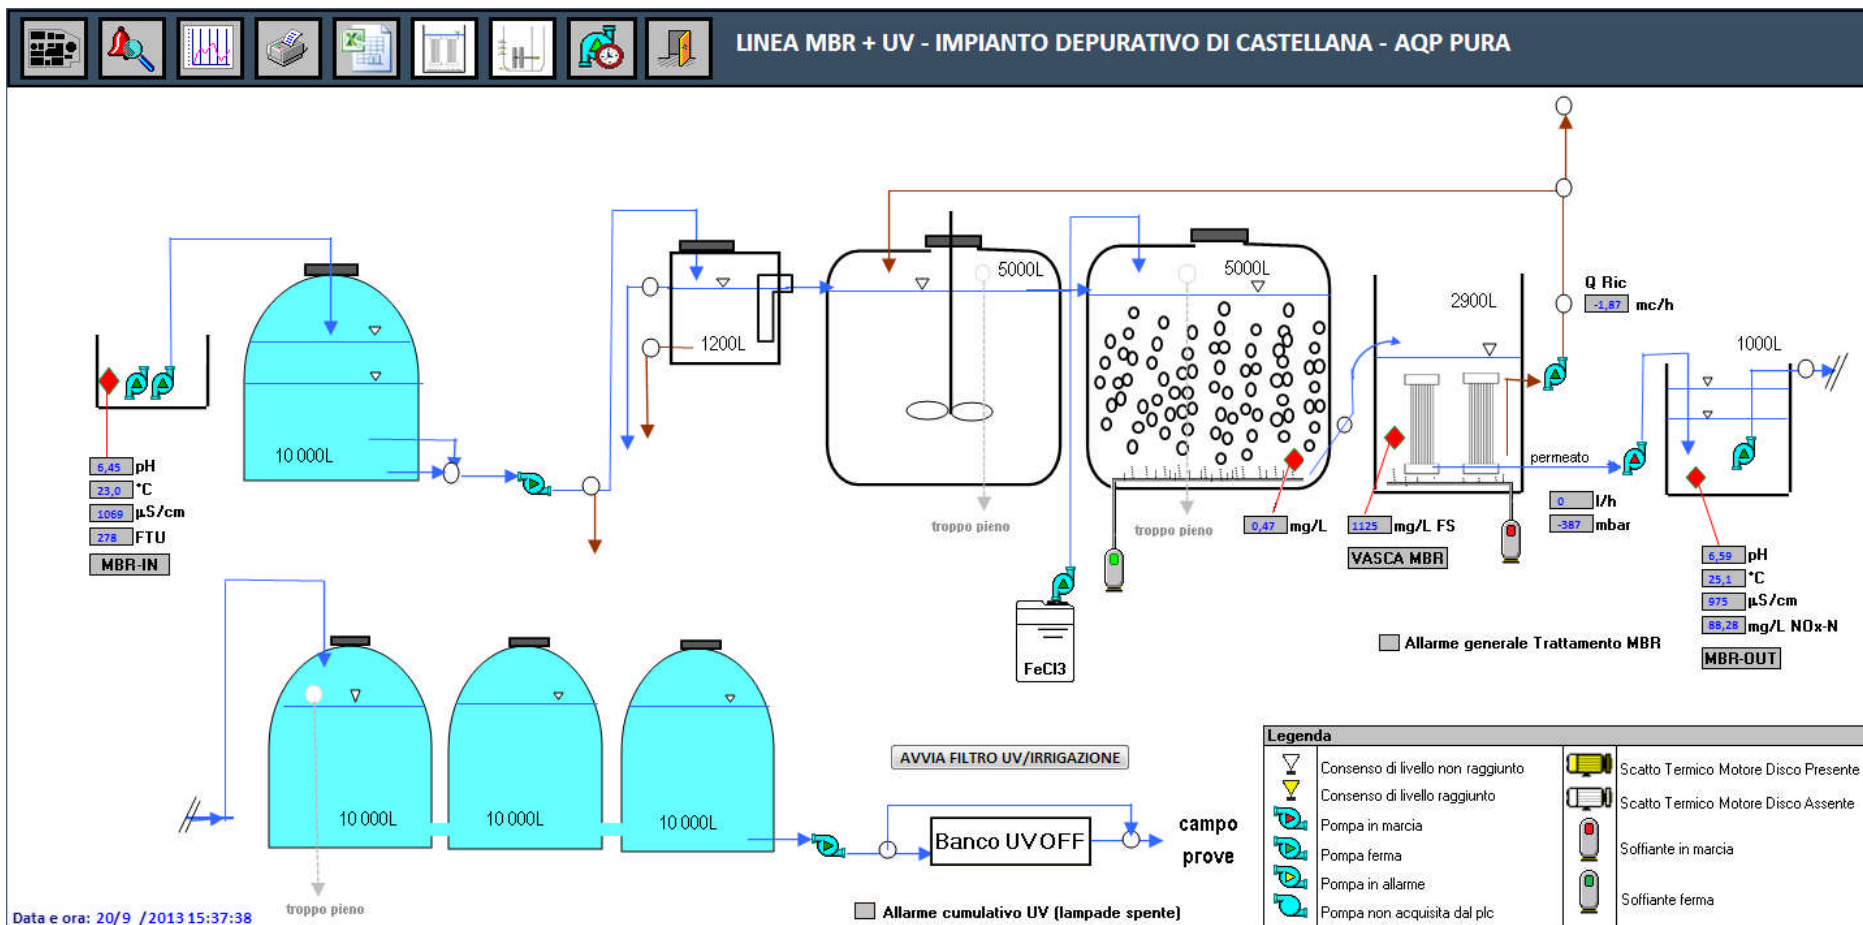 LINEA MBR + UV - IMPIANTO DEPURATIVO DI CASTELLANA - AQP PURA
5000L
5000L
2900L
Q Ric
-1,87 mc/h
1200L
1000L
10 000L
permeato
6,45 pH
23,0 °C
1069 µS/cm
278 FTU
MBR-IN
troppo pieno
troppo pieno
0,47 mg/L
1125 mg/L FS
VASCA MBR
0 l/h
-387 mbar
6,59 pH
25,1 °C
975 µS/cm
88,28 mg/L NOx-N
MBR-OUT
FeCl3
Allarme generale Trattamento MBR
10 000L
10 000L
10 000L
troppo pieno
AVVIA FILTRO UV/IRRIGAZIONE
Banco UV OFF
campo
prove
Allarme cumulativo UV (lampade spente)
Legenda
Consenso di livello non raggiunto
Consenso di livello raggiunto
Pompa in marcia
Pompa ferma
Pompa in allarme
Pompa non acquisita dal plc
Scatto Termico Motore Disco Presente
Scatto Termico Motore Disco Assente
Soffiante in marcia
Soffiante ferma
Data e ora: 20/9 /2013 15:37:38